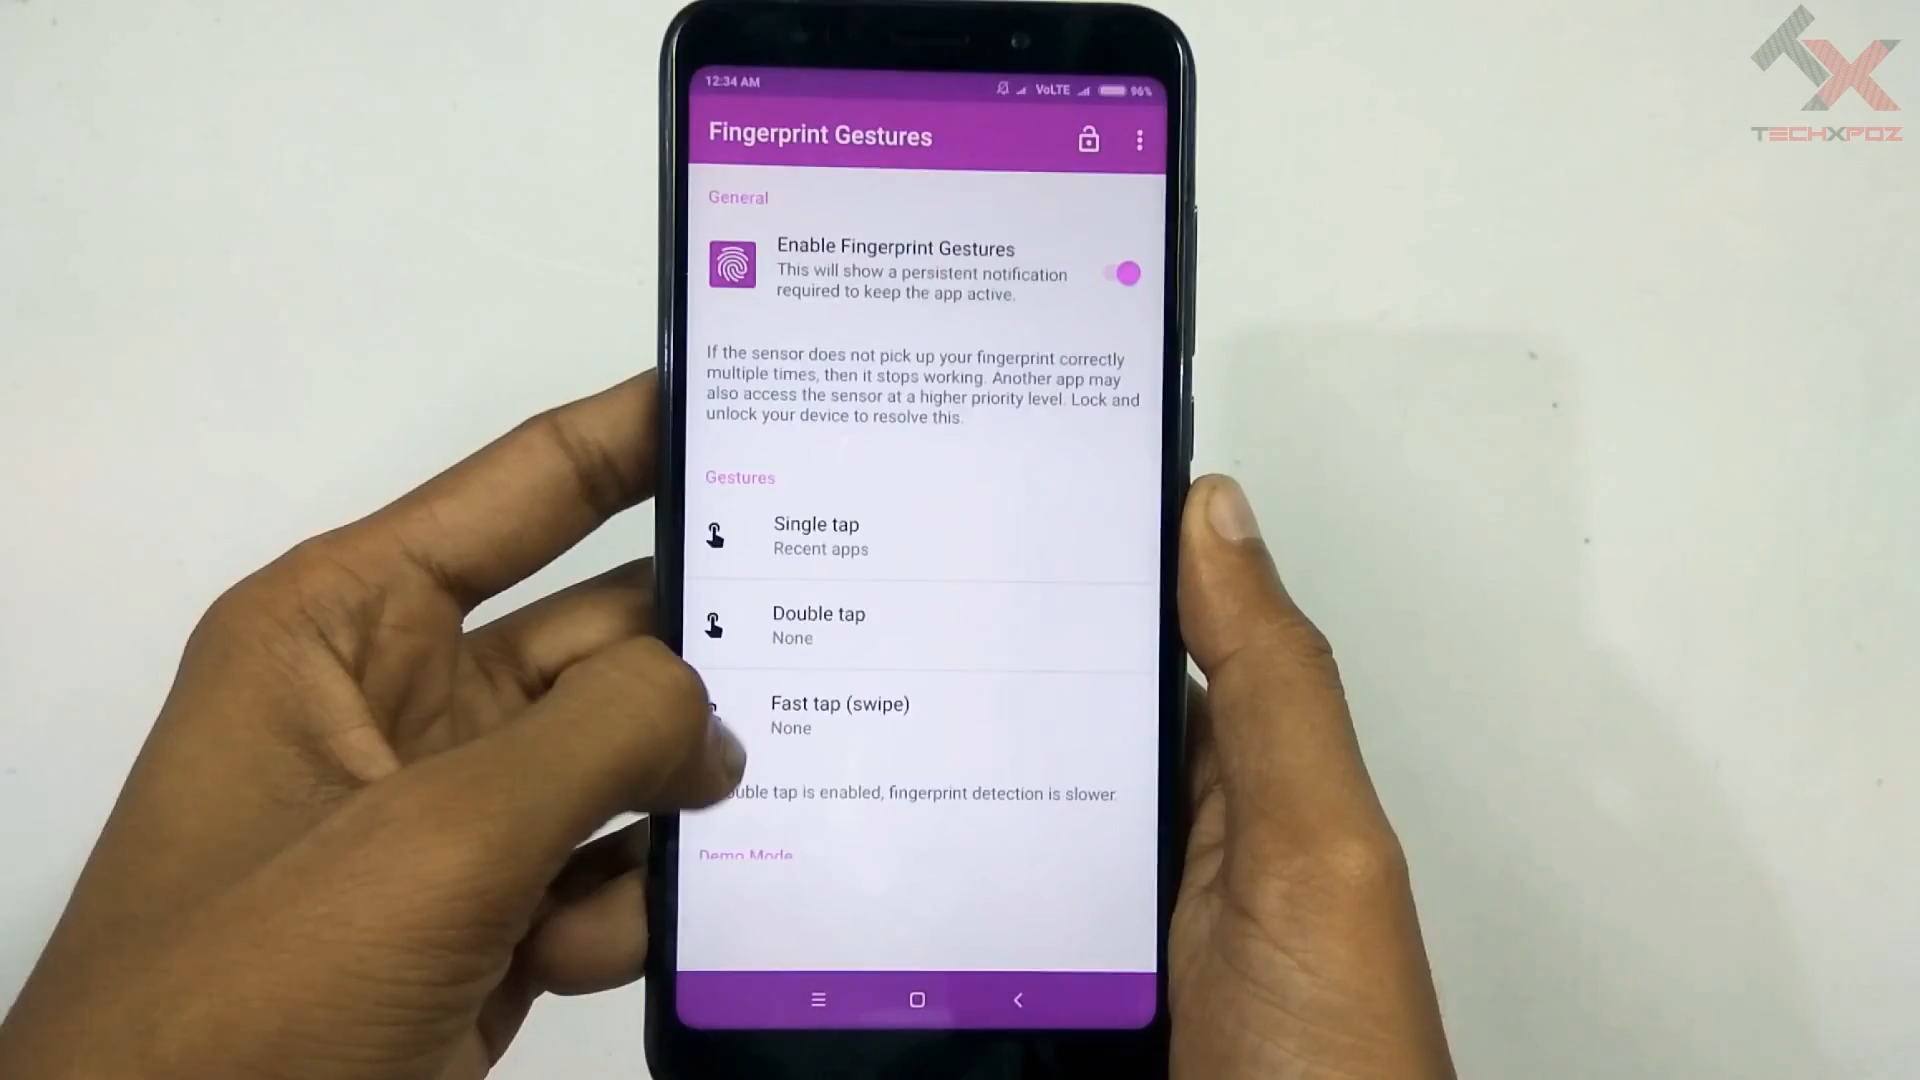 TECHXPOZ
12:34 AM VoLTE 96%
Fingerprint Gestures
General
Enable Fingerprint Gestures
This will show a persistent notification
required to keep the app active.
If the sensor does not pick up your fingerprint correctly
multiple times, then it stops working. Another app may
also access the sensor at a higher priority level. Lock and
unlock your device to resolve this.
Gestures
Single tap
Recent apps
Double tap
None
Fast tap (swipe)
None
tap is enabled, fingerprint detection is slower.
Demo Mode